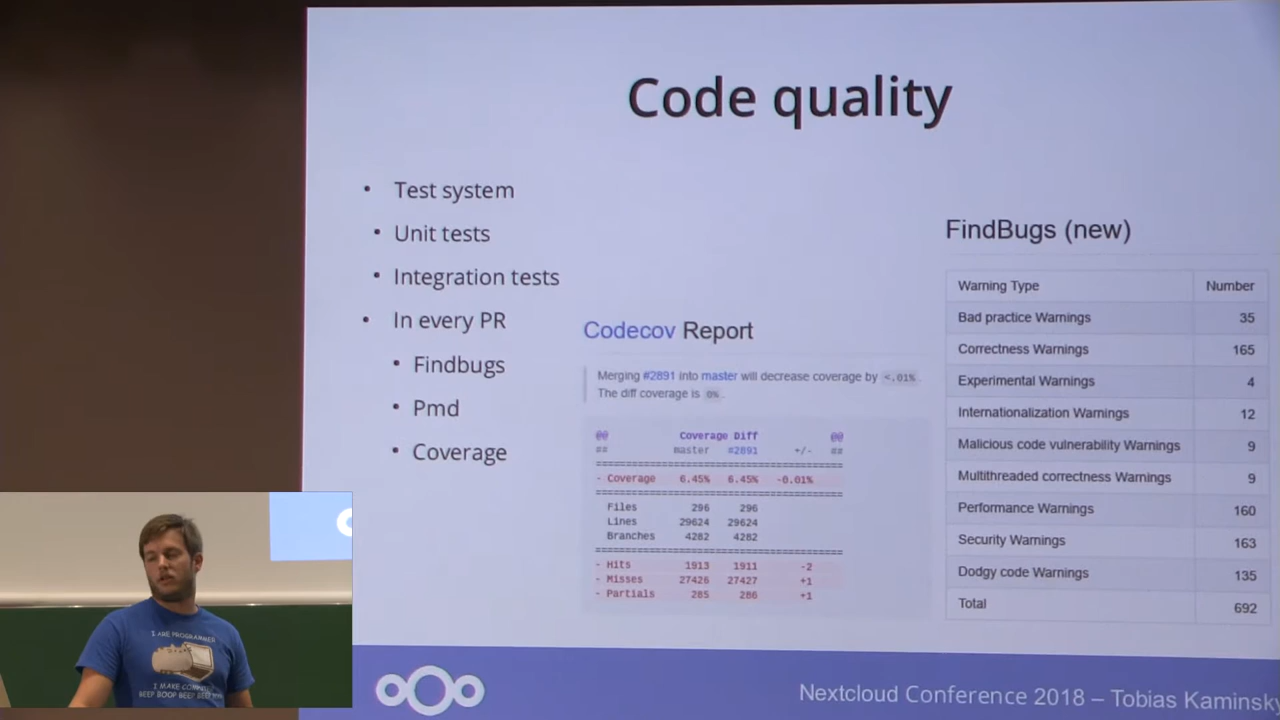 Code quality
• Test system
• Unit tests
• Integration tests
• In every PR
• Findbugs
• Pmd
• Coverage
Codecov Report
Merging #2891 into master will decrease coverage by <.01%.
The diff coverage is 0%.
@@ Coverage Diff @@
## master #2891 +/- ##
==========================================
- Coverage 6.45% 6.45% -0.01%
==========================================
Files 296 296
Lines 29624 29624
Branches 4282 4282
==========================================
- Hits 1913 1911 -2
- Misses 27426 27427 +1
- Partials 285 286 +1
FindBugs (new)
Warning Type Number
Bad practice Warnings 35
Correctness Warnings 165
Experimental Warnings 4
Internationalization Warnings 12
Malicious code vulnerability Warnings 9
Multithreaded correctness Warnings 9
Performance Warnings 160
Security Warnings 163
Dodgy code Warnings 135
Total 692
I ARE PROGRAMMER
I MAKE
BEEP BOOP BEEP BEEP
Nextcloud Conference 2018 – Tobias Kaminsky